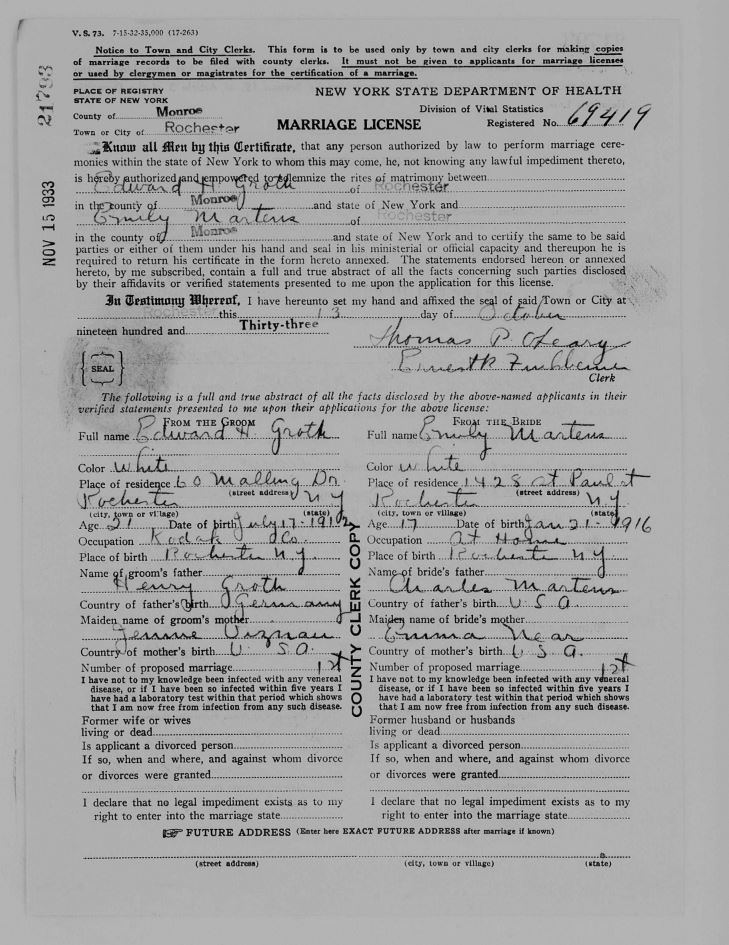 V. S. 73. 7-15-32-35,000 (17-263)
Notice to Town and City Clerks. This form is to be used only by town and city clerks for making copies
of marriage records to be filed with county clerks. It must not be given to applicants for marriage licenses
or used by clergymen or magistrates for the certification of a marriage.
21793
NOV 15 1933
PLACE OF REGISTRY
STATE OF NEW YORK
County of Monroe
Town or City of Rochester
NEW YORK STATE DEPARTMENT OF HEALTH
Division of Vital Statistics
Registered No. 69419
MARRIAGE LICENSE
Know all Men by this Certificate, that any person authorized by law to perform marriage cere-
monies within the state of New York to whom this may come, he, not knowing any lawful impediment thereto,
is hereby authorized and empowered to solemnize the rites of matrimony between
Edward H. Groth of Rochester
in the county of Monroe and state of New York and
Emily Martens of Rochester
in the county of Monroe and state of New York and to certify the same to be said
parties or either of them under his hand and seal in his ministerial or official capacity and thereupon he is
required to return his certificate in the form hereto annexed. The statements endorsed hereon or annexed
hereto, by me subscribed, contain a full and true abstract of all the facts concerning such parties disclosed
by their affidavits or verified statements presented to me upon the application for this license.
In Testimony Whereof, I have hereunto set my hand and affixed the seal of said Town or City at
Rochester this 13 day of October
nineteen hundred and Thirty-three
Thomas P. O'Leary
SEAL
Clerk
The following is a full and true abstract of all the facts disclosed by the above-named applicants in their
verified statements presented to me upon their applications for the above license:
FROM THE GROOM
Full name Edward H. Groth
Color White
Place of residence 60 Malling Dr.
(street address)
Rochester N Y
(city, town or village) (state)
Age 21 Date of birth July 17-1912
Occupation Kodak Co.
Place of birth Rochester N.Y.
Name of groom's father
Henry Groth
Country of father's birth Germany
Maiden name of groom's mother
Jennie
Country of mother's birth U.S.A.
Number of proposed marriage 1st
I have not to my knowledge been infected with any venereal
disease, or if I have been so infected within five years I
have had a laboratory test within that period which shows
that I am now free from infection from any such disease.
Former wife or wives
living or dead
Is applicant a divorced person
If so, when and where, and against whom divorce
or divorces were granted
I declare that no legal impediment exists as to my
right to enter into the marriage state
COUNTY CLERK COPY
FROM THE BRIDE
Full name Emily Martens
Color White
Place of residence 1428 St Paul st
(street address)
Rochester N.Y.
(city, town or village) (state)
Age 17 Date of birth Jan 21-1916
Occupation At Home
Place of birth Rochester N.Y.
Name of bride's father
Charles Martens
Country of father's birth U.S.A.
Maiden name of bride's mother
Emma Near
Country of mother's birth U S A.
Number of proposed marriage 1st
I have not to my knowledge been infected with any venereal
disease, or if I have been so infected within five years I
have had a laboratory test within that period which shows
that I am now free from infection from any such disease.
Former husband or husbands
living or dead
Is applicant a divorced person
If so, when and where, and against whom divorce
or divorces were granted
I declare that no legal impediment exists as to my
right to enter into the marriage state
☞ FUTURE ADDRESS (Enter here EXACT FUTURE ADDRESS after marriage if known)
(street address) (city, town or village) (state)